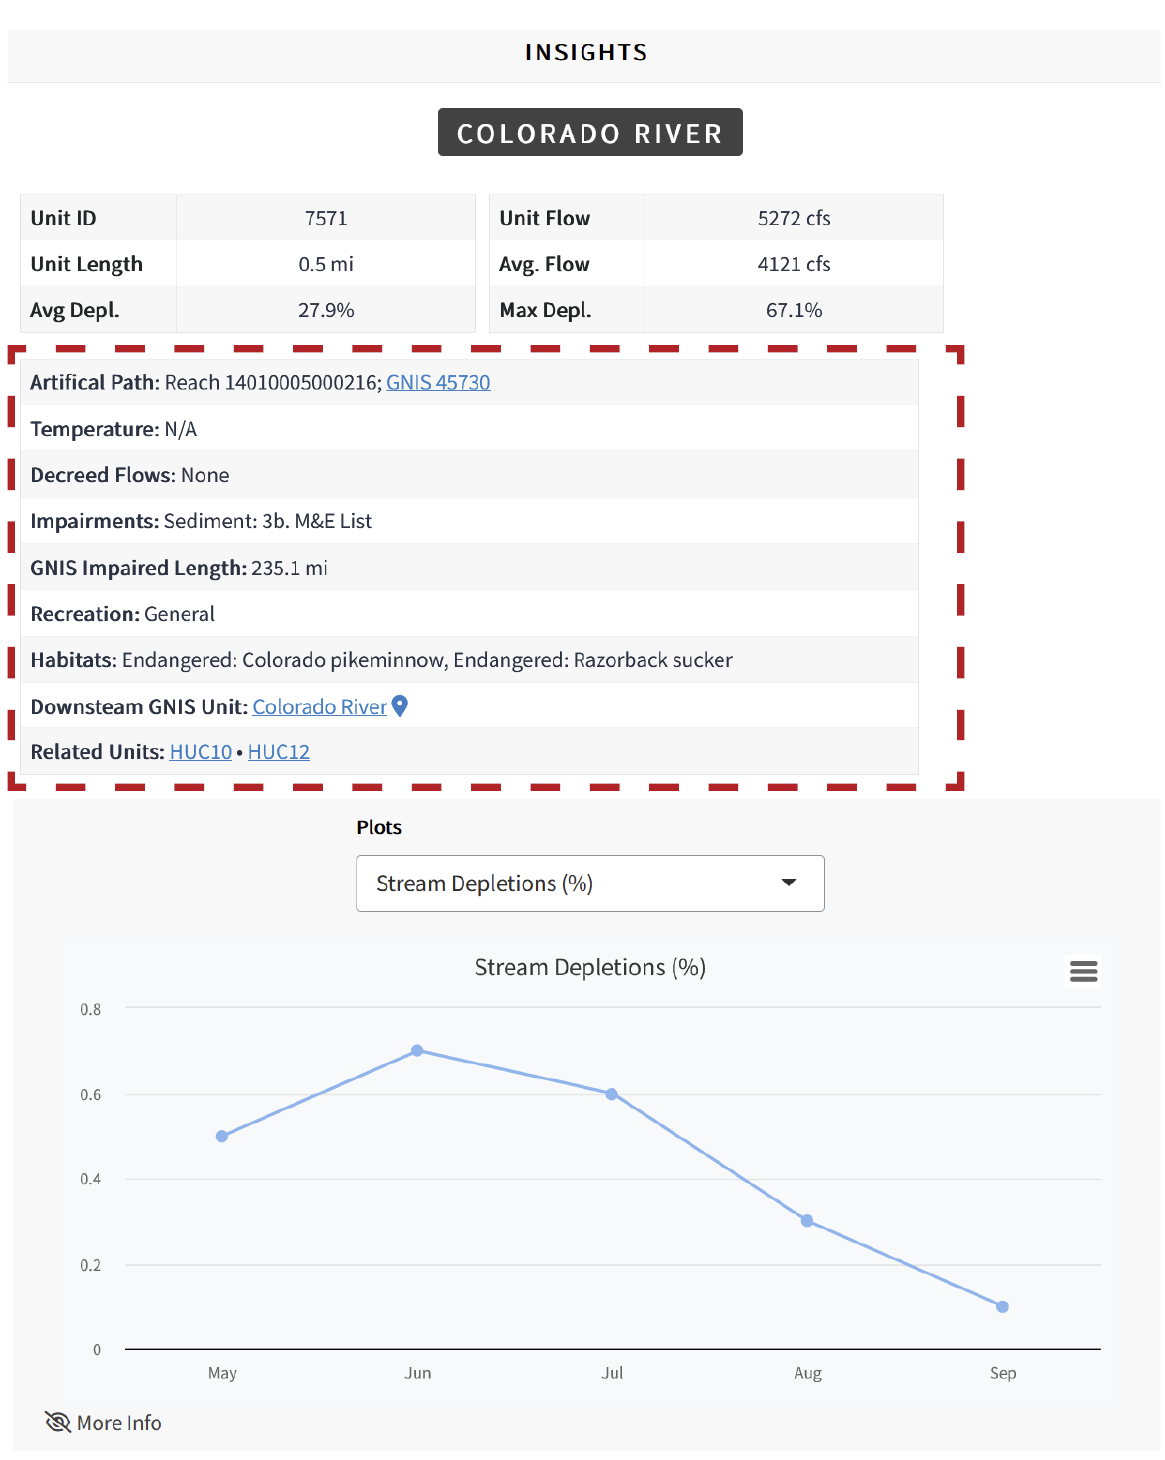 INSIGHTS
COLORADO RIVER
Unit ID 7571 Unit Flow 5272 cfs
Unit Length 0.5 mi Avg. Flow 4121 cfs
Avg Depl. 27.9% Max Depl. 67.1%
Artifical Path: Reach 14010005000216; GNIS 45730
Temperature: N/A
Decreed Flows: None
Impairments: Sediment: 3b. M&E List
GNIS Impaired Length: 235.1 mi
Recreation: General
Habitats: Endangered: Colorado pikeminnow, Endangered: Razorback sucker
Downsteam GNIS Unit: Colorado River
Related Units: HUC10 • HUC12
Plots
Stream Depletions (%)
Stream Depletions (%)
0.8
0.6
0.4
0.2
0
May Jun Jul Aug Sep
More Info